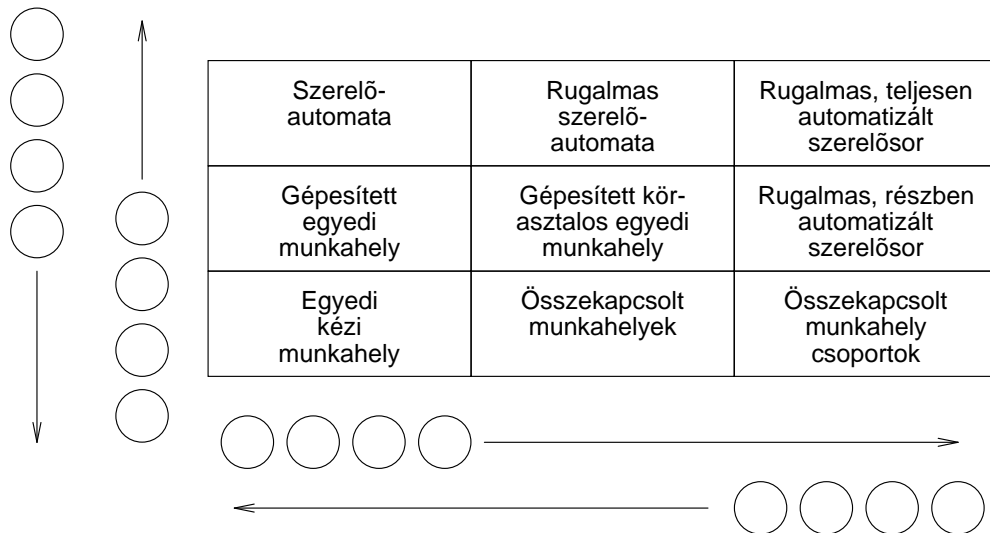 Szerelõ-
automata
Rugalmas
szerelõ-
automata
Rugalmas, teljesen
automatizált
szerelõsor
Gépesített
egyedi
munkahely
Gépesített kör-
asztalos egyedi
munkahely
Rugalmas, részben
automatizált
szerelõsor
Egyedi
kézi
munkahely
Összekapcsolt
munkahelyek
Összekapcsolt
munkahely
csoportok